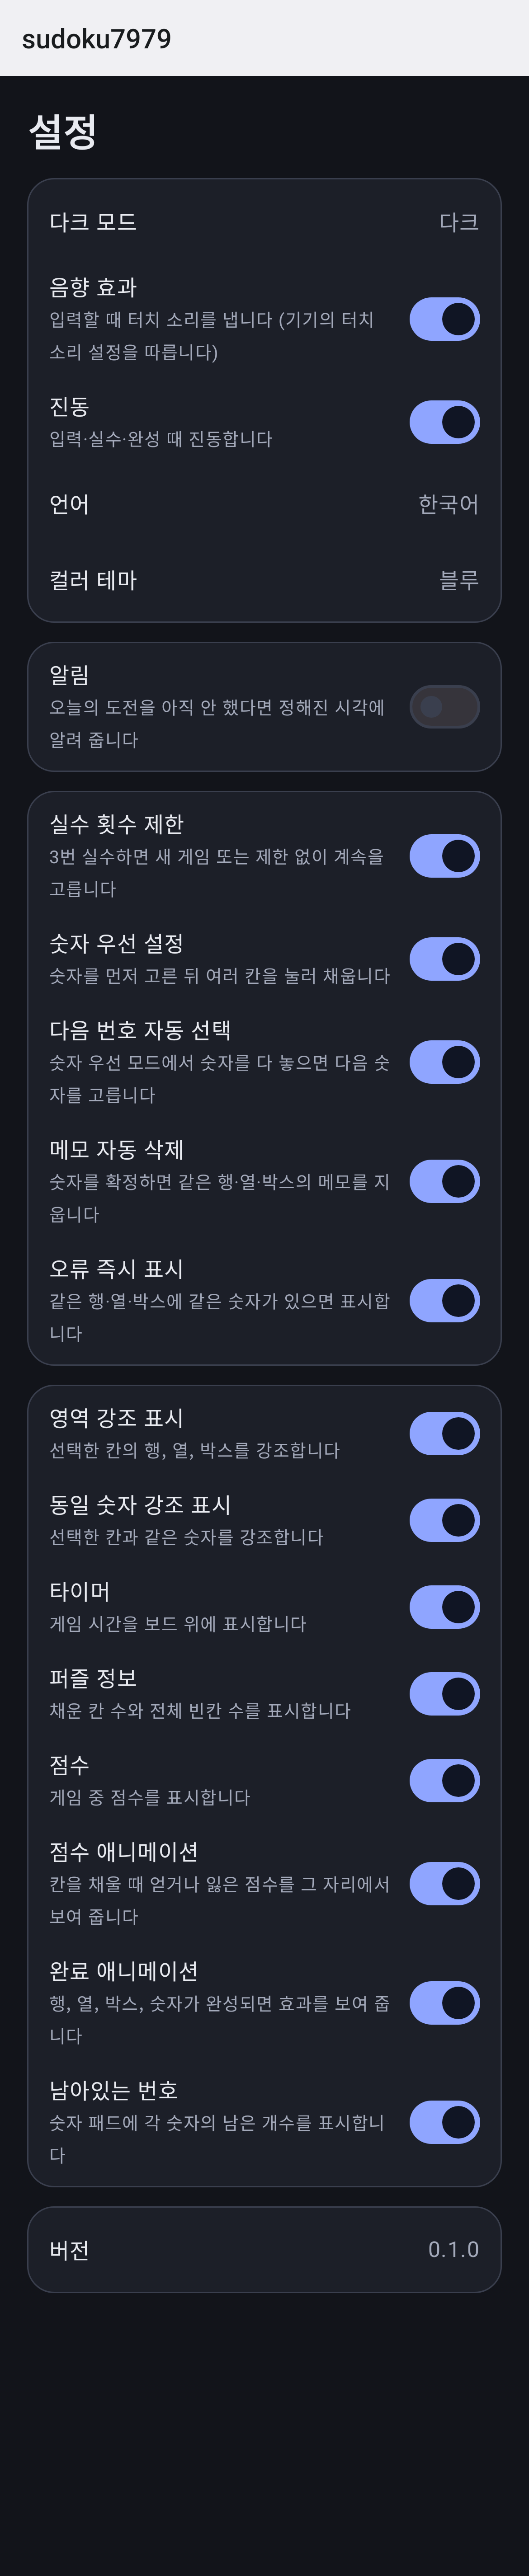 sudoku7979
설정
다크 모드
다크
음향 효과
입력할 때 터치 소리를 냅니다 (기기의 터치
소리 설정을 따릅니다)
진동
입력·실수·완성 때 진동합니다
언어
한국어
컬러 테마
블루
알림
오늘의 도전을 아직 안 했다면 정해진 시각에
알려 줍니다
실수 횟수 제한
3번 실수하면 새 게임 또는 제한 없이 계속을
고릅니다
숫자 우선 설정
숫자를 먼저 고른 뒤 여러 칸을 눌러 채웁니다
다음 번호 자동 선택
숫자 우선 모드에서 숫자를 다 놓으면 다음 숫
자를 고릅니다
메모 자동 삭제
숫자를 확정하면 같은 행·열·박스의 메모를 지
웁니다
오류 즉시 표시
같은 행·열·박스에 같은 숫자가 있으면 표시합
니다
영역 강조 표시
선택한 칸의 행, 열, 박스를 강조합니다
동일 숫자 강조 표시
선택한 칸과 같은 숫자를 강조합니다
타이머
게임 시간을 보드 위에 표시합니다
퍼즐 정보
채운 칸 수와 전체 빈칸 수를 표시합니다
점수
게임 중 점수를 표시합니다
점수 애니메이션
칸을 채울 때 얻거나 잃은 점수를 그 자리에서
보여 줍니다
완료 애니메이션
행, 열, 박스, 숫자가 완성되면 효과를 보여 줍
니다
남아있는 번호
숫자 패드에 각 숫자의 남은 개수를 표시합니
다
버전
0.1.0